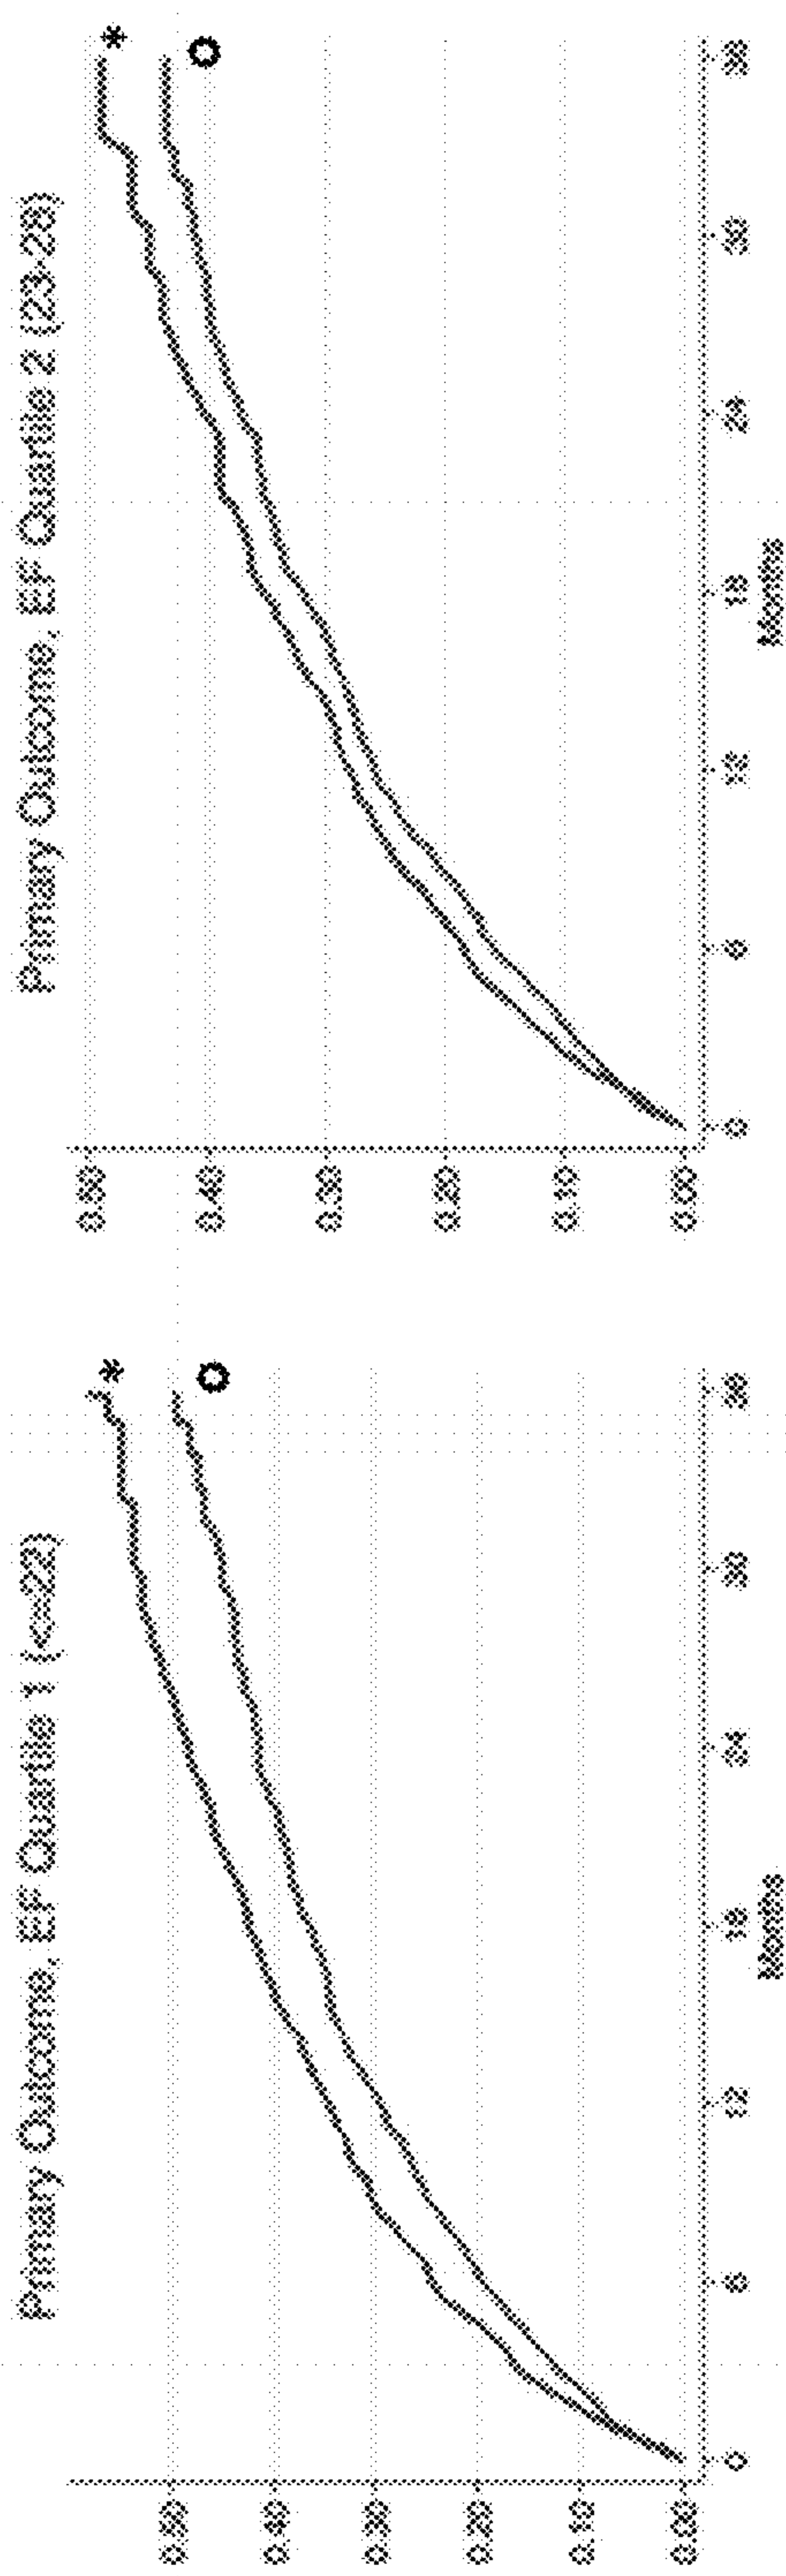 Primary Outcome, EF Quartile 1 (<=22)
0.50
0.40
0.30
0.20
0.10
0.00
*
O
0 6 12 18 24 30 36
Months
Primary Outcome, EF Quartile 2 (23-28)
0.50
0.40
0.30
0.20
0.10
0.00
*
O
0 6 12 18 24 30 36
Months